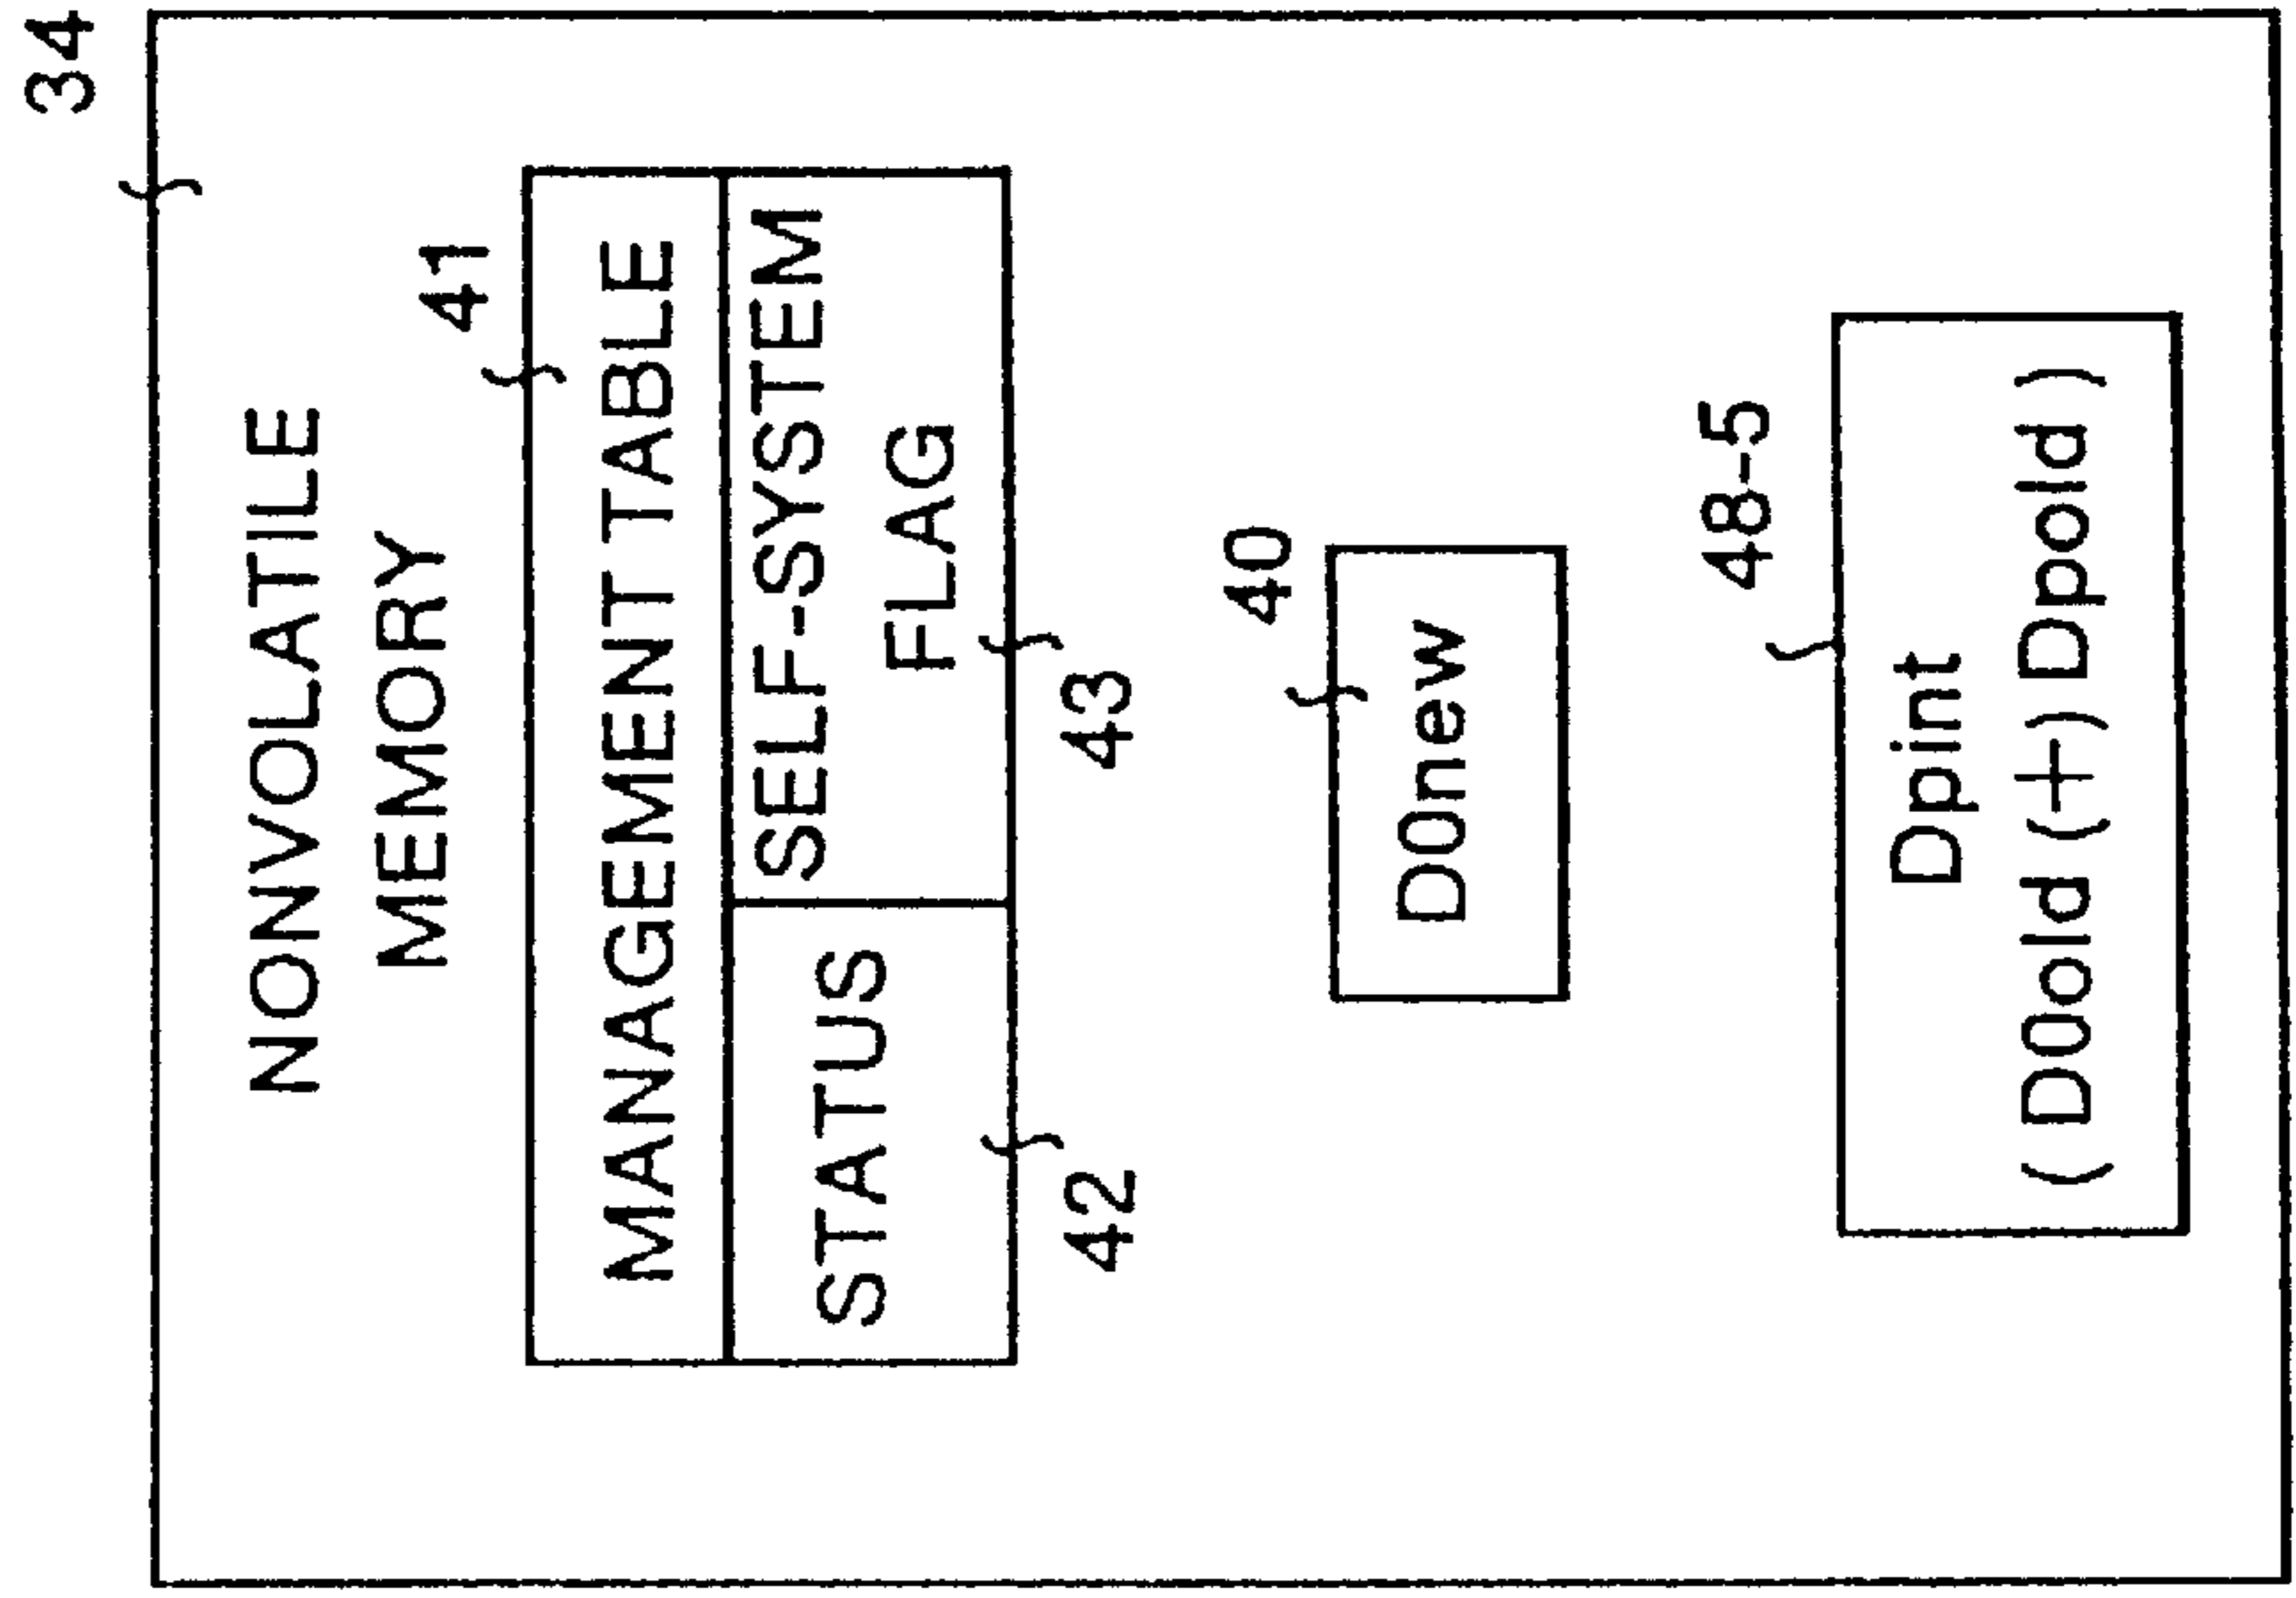 34
NONVOLATILE
MEMORY
41
MANAGEMENT TABLE
STATUS
SELF-SYSTEM
FLAG
42
43
40
D0new
48-5
Dpint
(D0old(+)Dpold)